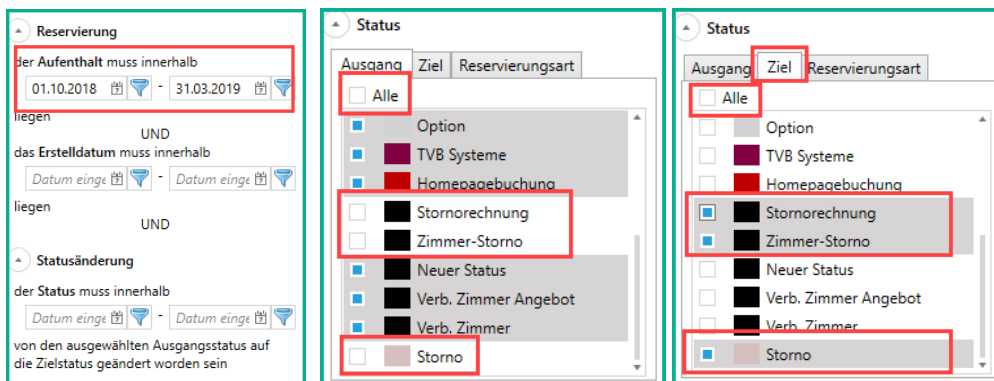 Reservierung
der Aufenthalt muss innerhalb
01.10.2018 - 31.03.2019
liegen
UND
das Erstelldatum muss innerhalb
Datum einge - Datum einge
liegen
UND
Statusänderung
der Status muss innerhalb
Datum einge - Datum einge
von den ausgewählten Ausgangsstatus auf
die Zielstatus geändert worden sein
Status
Ausgang Ziel Reservierungsart
Alle
Option
TVB Systeme
Homepagebuchung
Stornorechnung
Zimmer-Storno
Neuer Status
Verb. Zimmer Angebot
Verb. Zimmer
Storno
Status
Ausgang Ziel Reservierungsart
Alle
Option
TVB Systeme
Homepagebuchung
Stornorechnung
Zimmer-Storno
Neuer Status
Verb. Zimmer Angebot
Verb. Zimmer
Storno